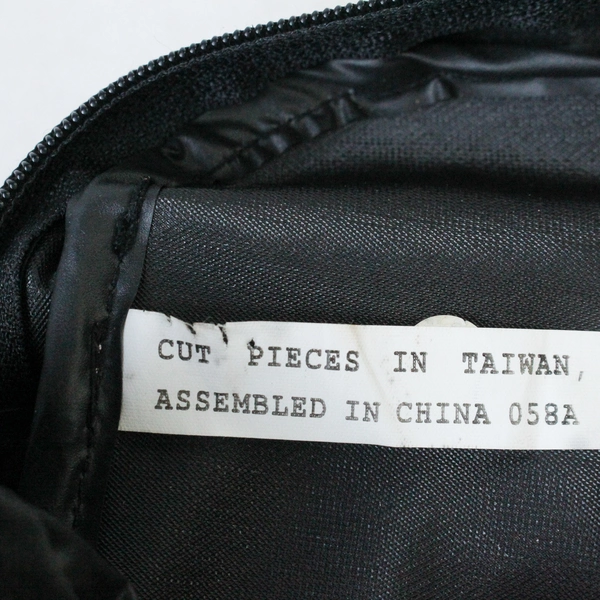 CUT PIECES IN TAIWAN,
ASSEMBLED IN CHINA 058A